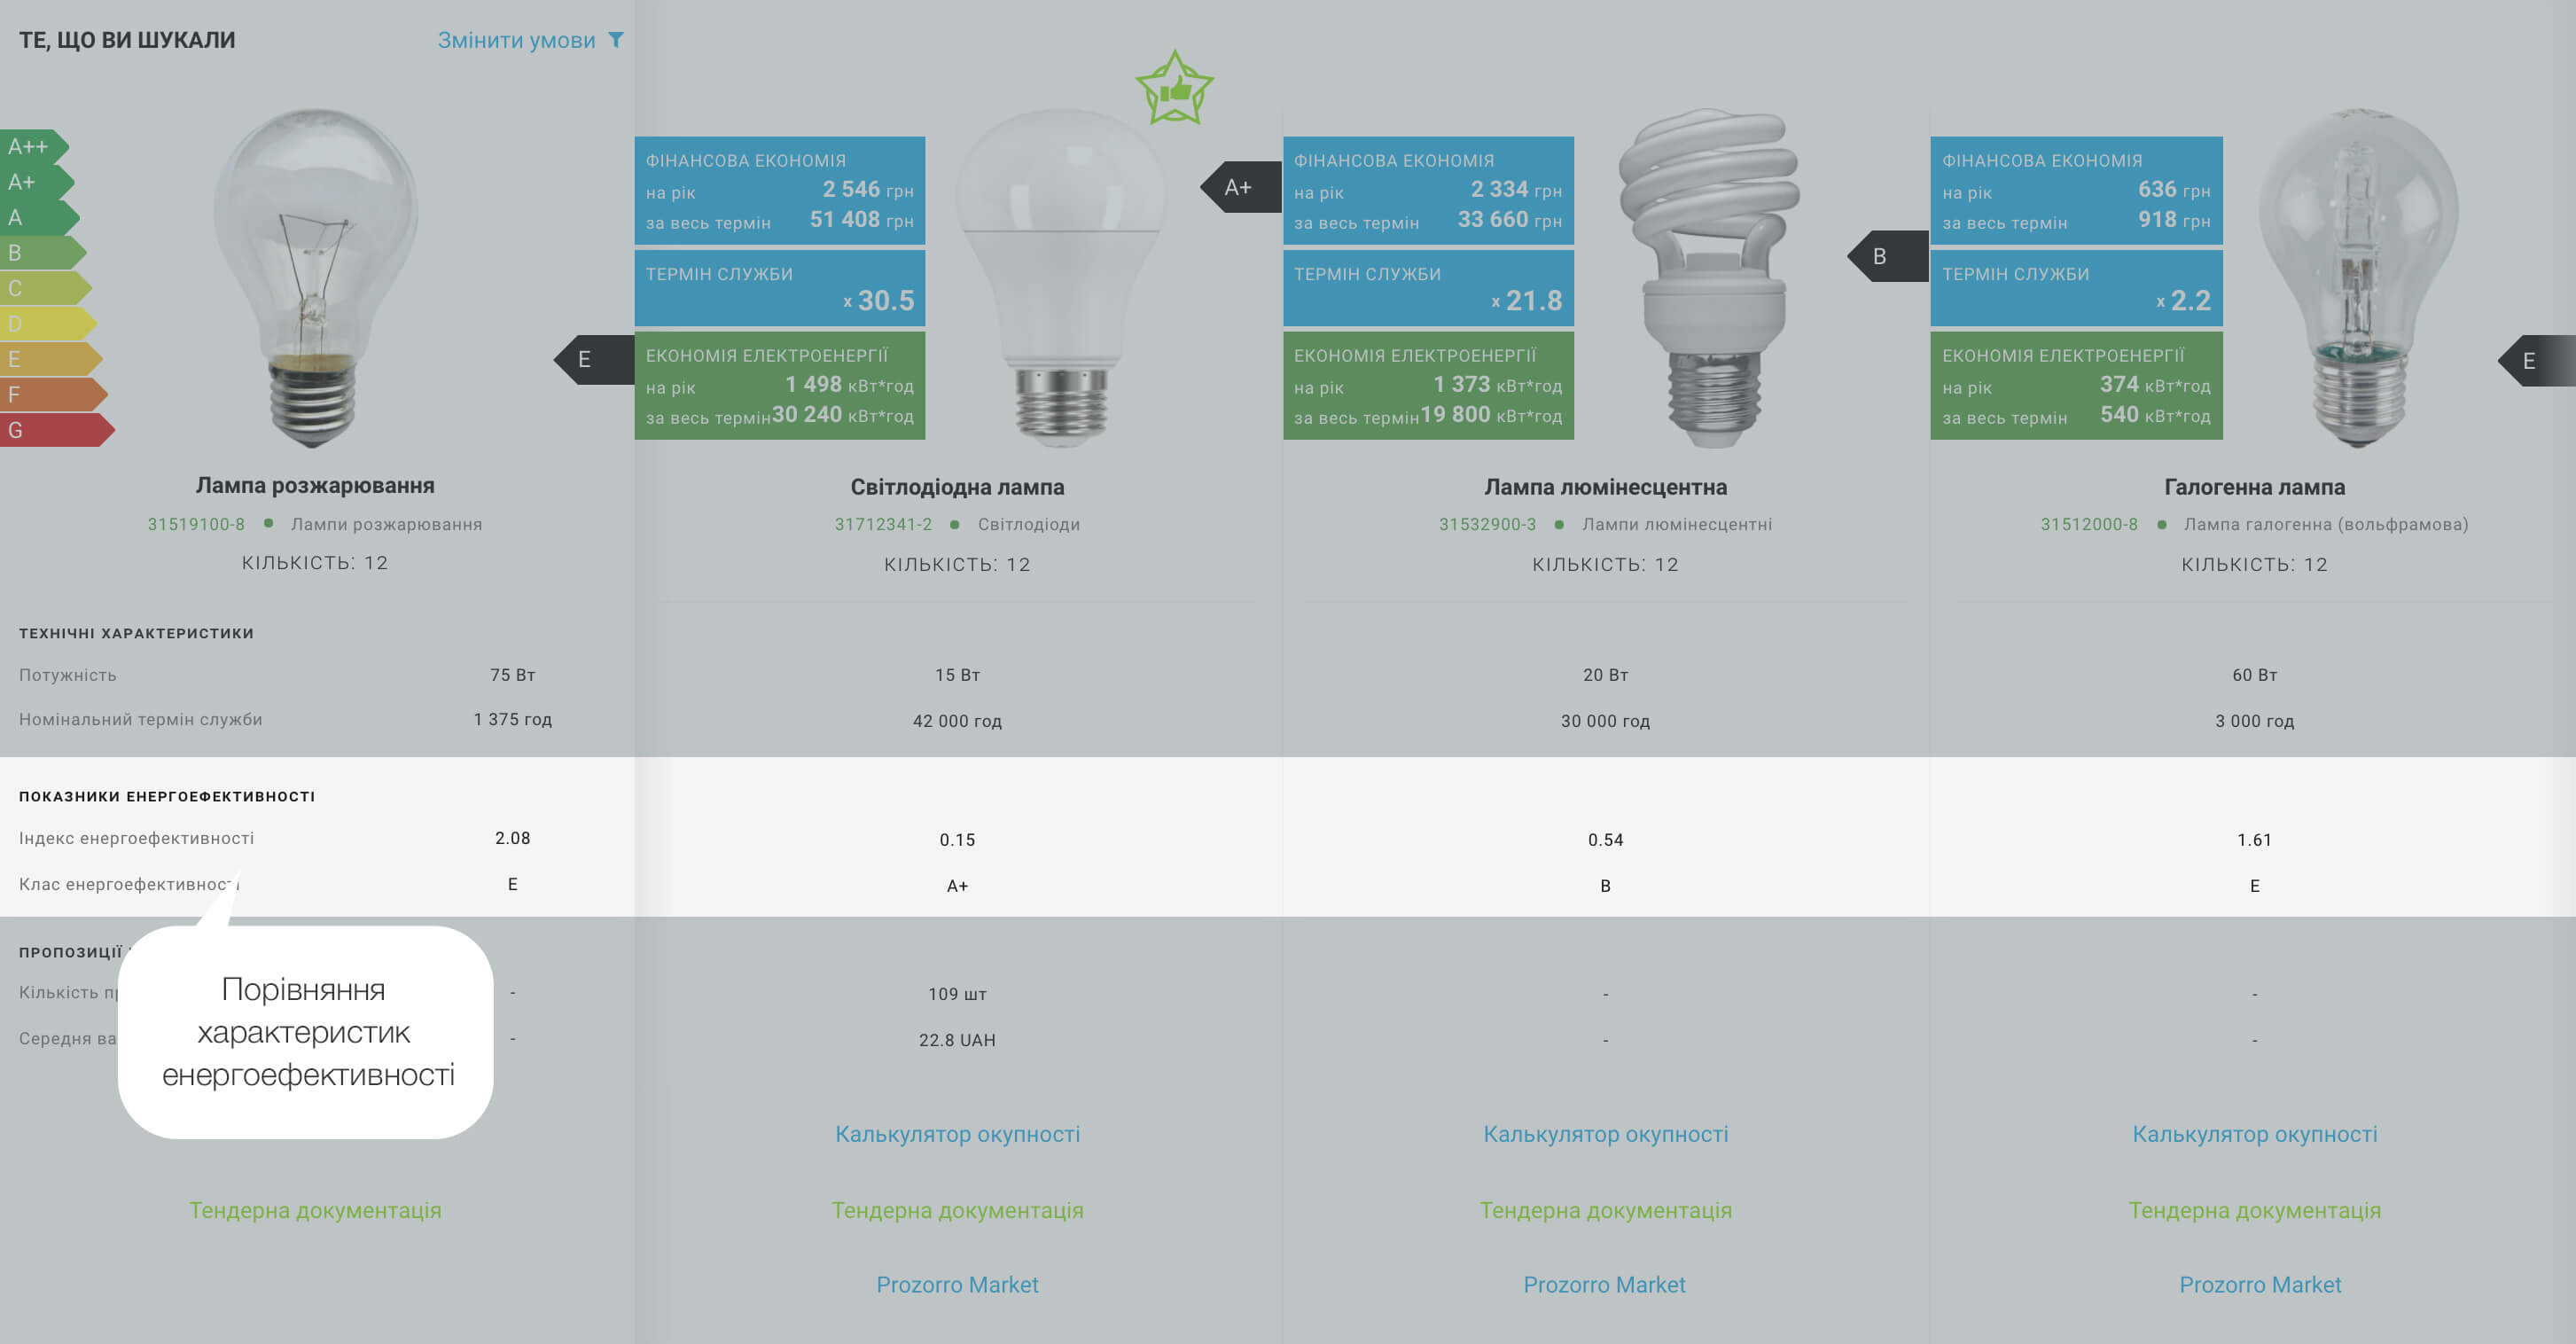 ТЕ, ЩО ВИ ШУКАЛИ
Змінити умови
A++
A+
A
B
C
D
E
F
G
E
Лампа розжарювання
31519100-8 • Лампи розжарювання
КІЛЬКІСТЬ: 12
ФІНАНСОВА ЕКОНОМІЯ
на рік 2 546 грн
за весь термін 51 408 грн
ТЕРМІН СЛУЖБИ
x 30.5
ЕКОНОМІЯ ЕЛЕКТРОЕНЕРГІЇ
на рік 1 498 кВт*год
за весь термін 30 240 кВт*год
A+
Світлодіодна лампа
31712341-2 • Світлодіоди
КІЛЬКІСТЬ: 12
ФІНАНСОВА ЕКОНОМІЯ
на рік 2 334 грн
за весь термін 33 660 грн
ТЕРМІН СЛУЖБИ
x 21.8
ЕКОНОМІЯ ЕЛЕКТРОЕНЕРГІЇ
на рік 1 373 кВт*год
за весь термін 19 800 кВт*год
B
Лампа люмінесцентна
31532900-3 • Лампи люмінесцентні
КІЛЬКІСТЬ: 12
ФІНАНСОВА ЕКОНОМІЯ
на рік 636 грн
за весь термін 918 грн
ТЕРМІН СЛУЖБИ
x 2.2
ЕКОНОМІЯ ЕЛЕКТРОЕНЕРГІЇ
на рік 374 кВт*год
за весь термін 540 кВт*год
E
Галогенна лампа
31512000-8 • Лампа галогенна (вольфрамова)
КІЛЬКІСТЬ: 12
ТЕХНІЧНІ ХАРАКТЕРИСТИКИ
Потужність 75 Вт 15 Вт 20 Вт 60 Вт
Номінальний термін служби 1 375 год 42 000 год 30 000 год 3 000 год
ПОКАЗНИКИ ЕНЕРГОЕФЕКТИВНОСТІ
Індекс енергоефективності 2.08 0.15 0.54 1.61
Клас енергоефективності E A+ B E
ПРОПОЗИЦІЇ
Кількість - 109 шт - -
Середня - 22.8 UAH - -
Порівняння
характеристик
енергоефективності
Калькулятор окупності Калькулятор окупності Калькулятор окупності
Тендерна документація Тендерна документація Тендерна документація Тендерна документація
Prozorro Market Prozorro Market Prozorro Market